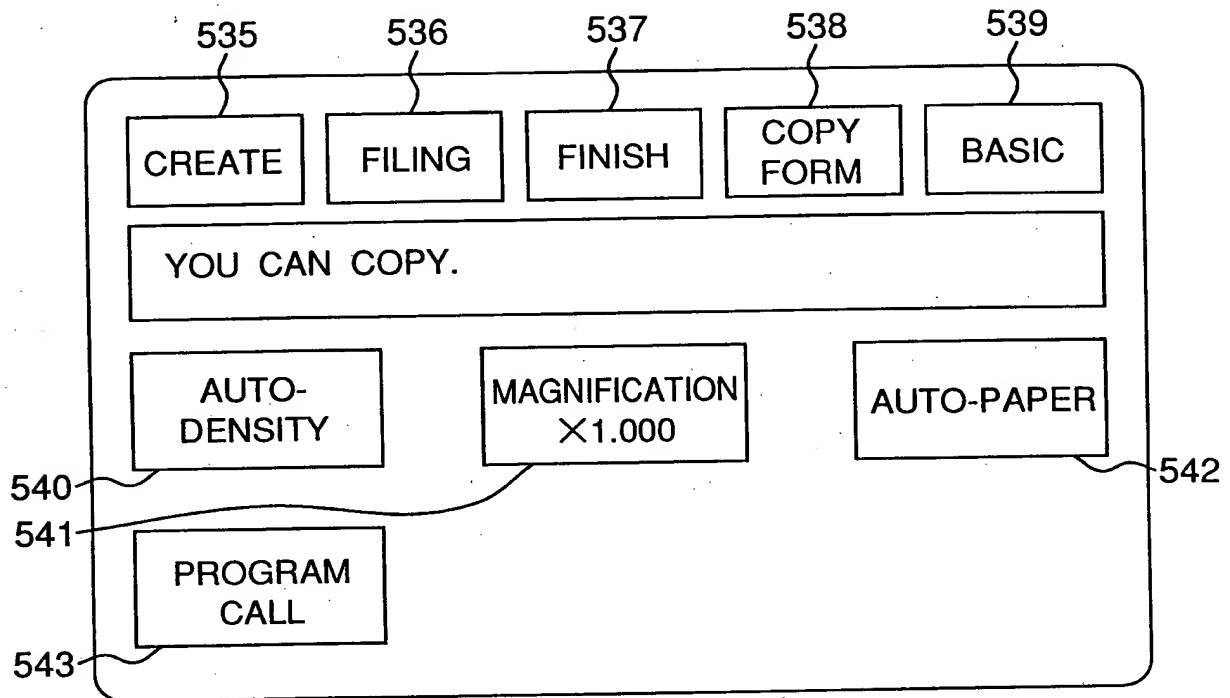 535 536 537 538 539
CREATE FILING FINISH COPY FORM BASIC
YOU CAN COPY.
AUTO-
DENSITY
MAGNIFICATION
×1.000
AUTO-PAPER
540
541
542
PROGRAM
CALL
543